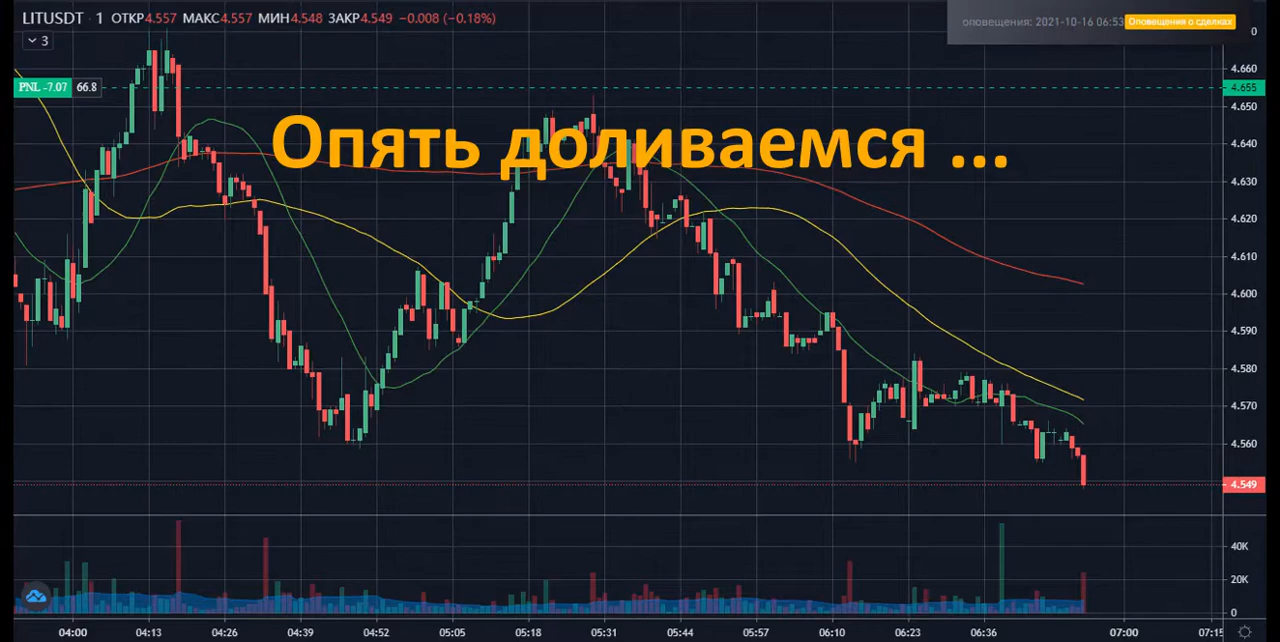 LITUSDT · 1 ОТКР4.557 МАКС4.557 МИН4.548 ЗАКР4.549 −0.008 (−0.18%)
оповещения: 2021-10-16 06:53 Оповещения о сделках
3
0
4.660
PNL -7.07 66.8
4.655
4.650
Опять доливаемся ...
4.640
4.630
4.620
4.610
4.600
4.590
4.580
4.570
4.560
4.549
40K
20K
0
04:00 04:13 04:26 04:39 04:52 05:05 05:18 05:31 05:44 05:57 06:10 06:23 06:36 07:00 07:15